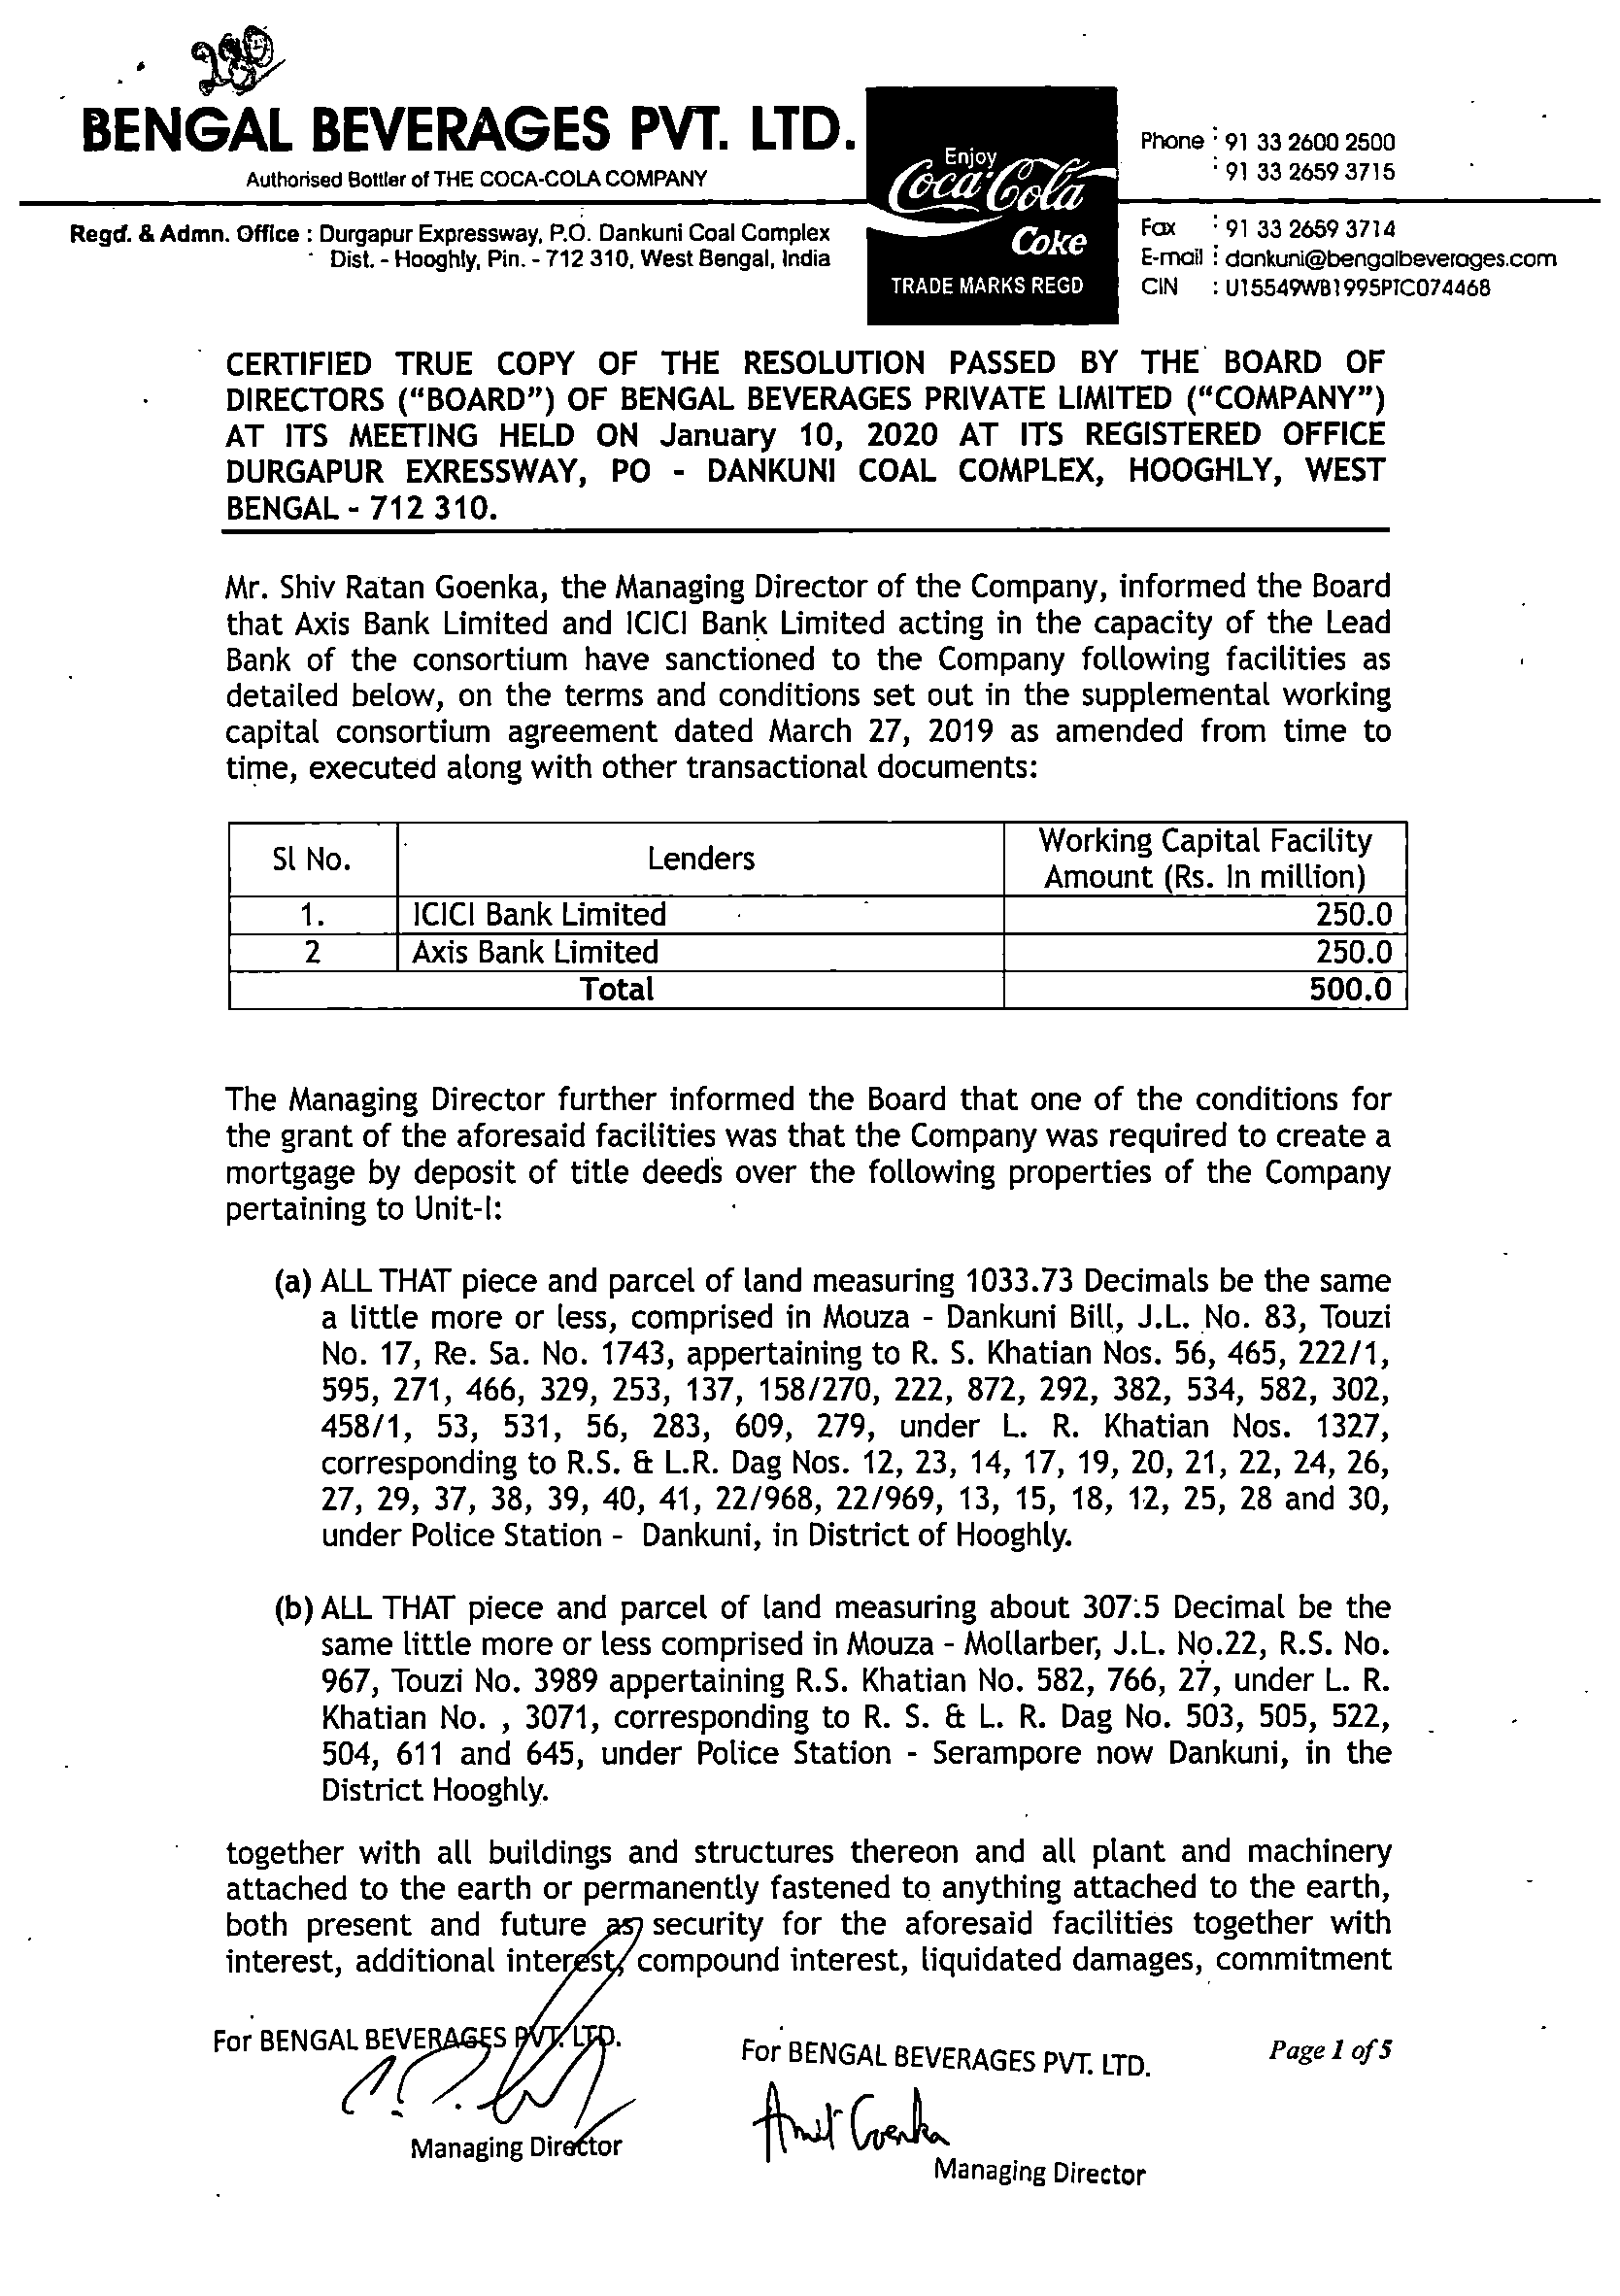 BENGAL BEVERAGES PVT. LTD.
Authorised Bottler of THE COCA-COLA COMPANY
Regd. & Admn. Office : Durgapur Expressway, P.O. Dankuni Coal Complex
Dist. - Hooghly, Pin. - 712 310, West Bengal, India
Enjoy
Coca-Cola
Coke
TRADE MARKS REGD
Phone : 91 33 2600 2500
: 91 33 2659 3715
Fax : 91 33 2659 3714
E-mail : dankuni@bengalbeverages.com
CIN : U15549WB1995PTC074468
CERTIFIED TRUE COPY OF THE RESOLUTION PASSED BY THE BOARD OF
DIRECTORS (“BOARD”) OF BENGAL BEVERAGES PRIVATE LIMITED (“COMPANY”)
AT ITS MEETING HELD ON January 10, 2020 AT ITS REGISTERED OFFICE
DURGAPUR EXRESSWAY, PO - DANKUNI COAL COMPLEX, HOOGHLY, WEST
BENGAL - 712 310.
Mr. Shiv Ratan Goenka, the Managing Director of the Company, informed the Board
that Axis Bank Limited and ICICI Bank Limited acting in the capacity of the Lead
Bank of the consortium have sanctioned to the Company following facilities as
detailed below, on the terms and conditions set out in the supplemental working
capital consortium agreement dated March 27, 2019 as amended from time to
time, executed along with other transactional documents:
Sl No. Lenders Working Capital Facility
Amount (Rs. In million)
1. ICICI Bank Limited 250.0
2 Axis Bank Limited 250.0
Total 500.0
The Managing Director further informed the Board that one of the conditions for
the grant of the aforesaid facilities was that the Company was required to create a
mortgage by deposit of title deeds over the following properties of the Company
pertaining to Unit-I:
(a) ALL THAT piece and parcel of land measuring 1033.73 Decimals be the same
a little more or less, comprised in Mouza - Dankuni Bill, J.L. No. 83, Touzi
No. 17, Re. Sa. No. 1743, appertaining to R. S. Khatian Nos. 56, 465, 222/1,
595, 271, 466, 329, 253, 137, 158/270, 222, 872, 292, 382, 534, 582, 302,
458/1, 53, 531, 56, 283, 609, 279, under L. R. Khatian Nos. 1327,
corresponding to R.S. & L.R. Dag Nos. 12, 23, 14, 17, 19, 20, 21, 22, 24, 26,
27, 29, 37, 38, 39, 40, 41, 22/968, 22/969, 13, 15, 18, 12, 25, 28 and 30,
under Police Station - Dankuni, in District of Hooghly.
(b) ALL THAT piece and parcel of land measuring about 307.5 Decimal be the
same little more or less comprised in Mouza - Mollarber, J.L. No.22, R.S. No.
967, Touzi No. 3989 appertaining R.S. Khatian No. 582, 766, 27, under L. R.
Khatian No. , 3071, corresponding to R. S. & L. R. Dag No. 503, 505, 522,
504, 611 and 645, under Police Station - Serampore now Dankuni, in the
District Hooghly.
together with all buildings and structures thereon and all plant and machinery
attached to the earth or permanently fastened to anything attached to the earth,
both present and future as security for the aforesaid facilities together with
interest, additional interest, compound interest, liquidated damages, commitment
For BENGAL BEVERAGES PVT. LTD.
Managing Director
For BENGAL BEVERAGES PVT. LTD.
Amit Goenka
Managing Director
Page 1 of 5